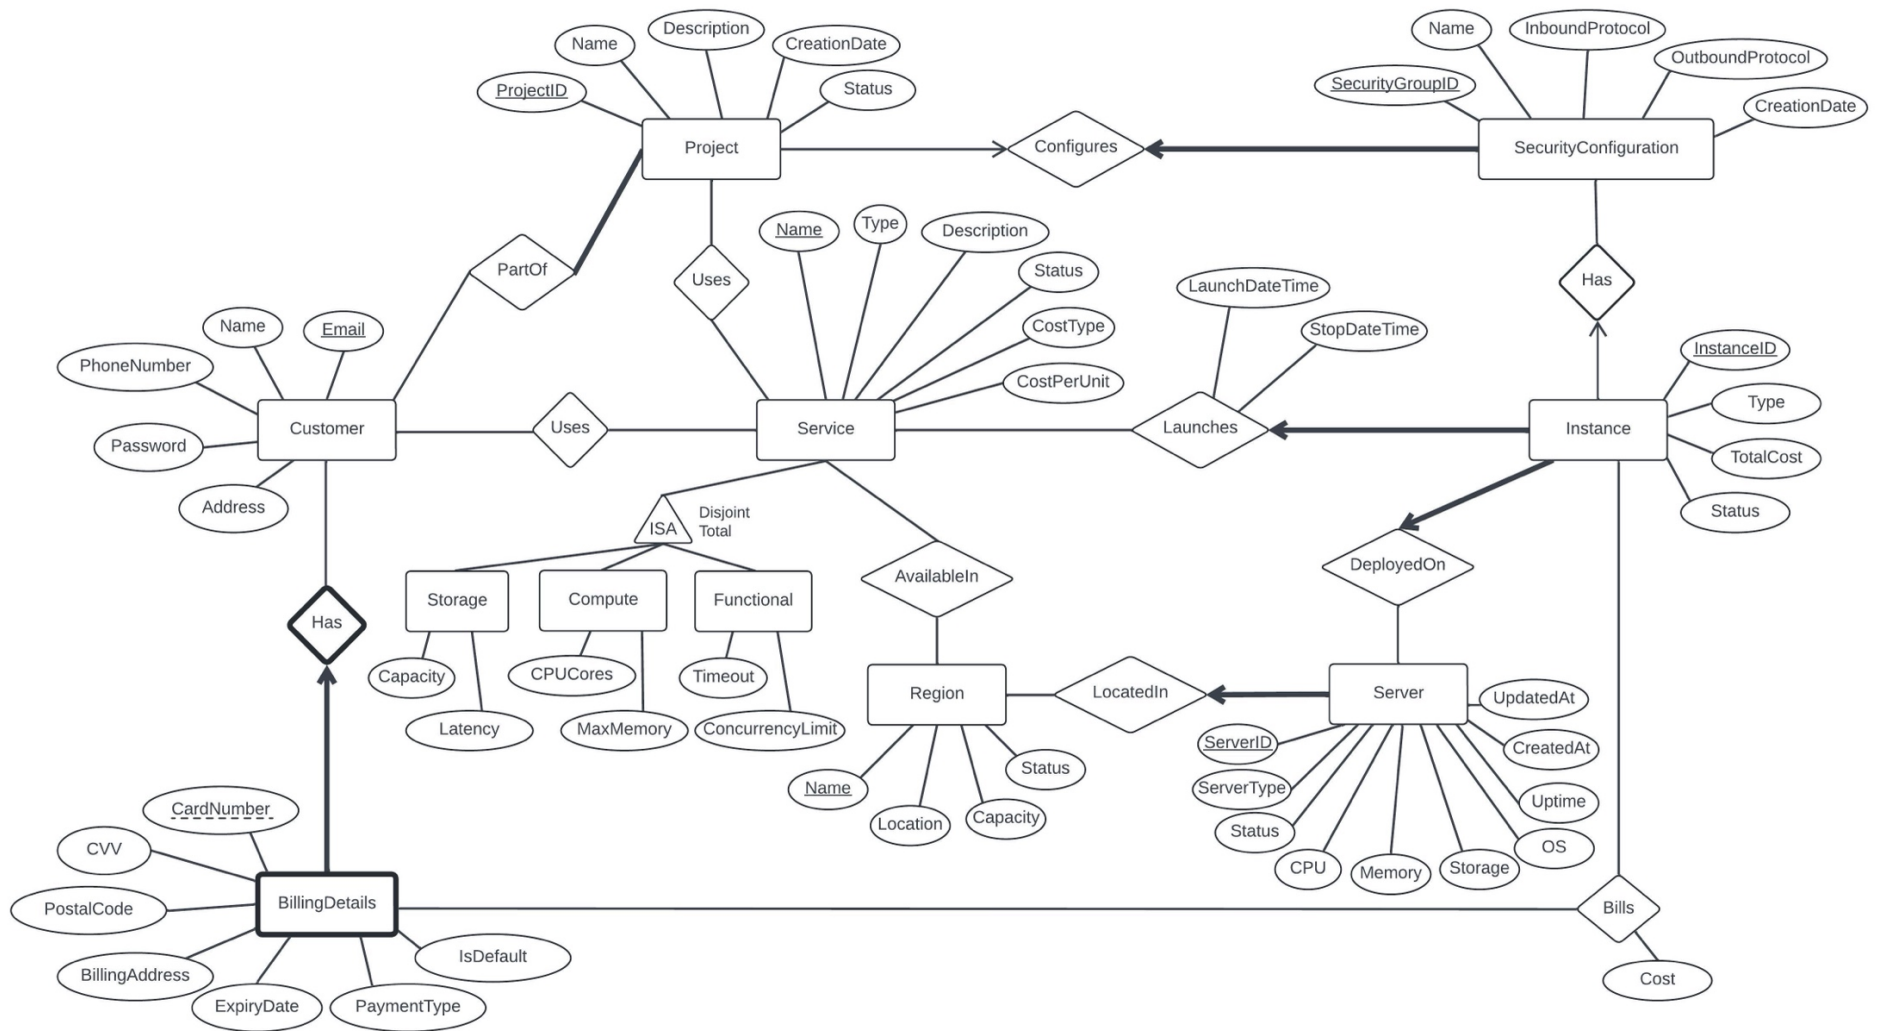 Description
Name
CreationDate
ProjectID
Status
Project
Configures
Name
InboundProtocol
OutboundProtocol
SecurityGroupID
CreationDate
SecurityConfiguration
PartOf
Uses
Name
Type
Description
Status
CostType
CostPerUnit
LaunchDateTime
StopDateTime
Has
InstanceID
Type
TotalCost
Status
Name
Email
PhoneNumber
Password
Address
Customer
Uses
Service
Launches
Instance
ISA
Disjoint
Total
Storage
Compute
Functional
Capacity
Latency
CPUCores
MaxMemory
Timeout
ConcurrencyLimit
AvailableIn
DeployedOn
Has
Region
LocatedIn
Server
Name
Location
Capacity
Status
UpdatedAt
CreatedAt
Uptime
OS
Storage
Memory
CPU
Status
ServerType
ServerID
CardNumber
CVV
PostalCode
BillingAddress
ExpiryDate
PaymentType
IsDefault
BillingDetails
Bills
Cost